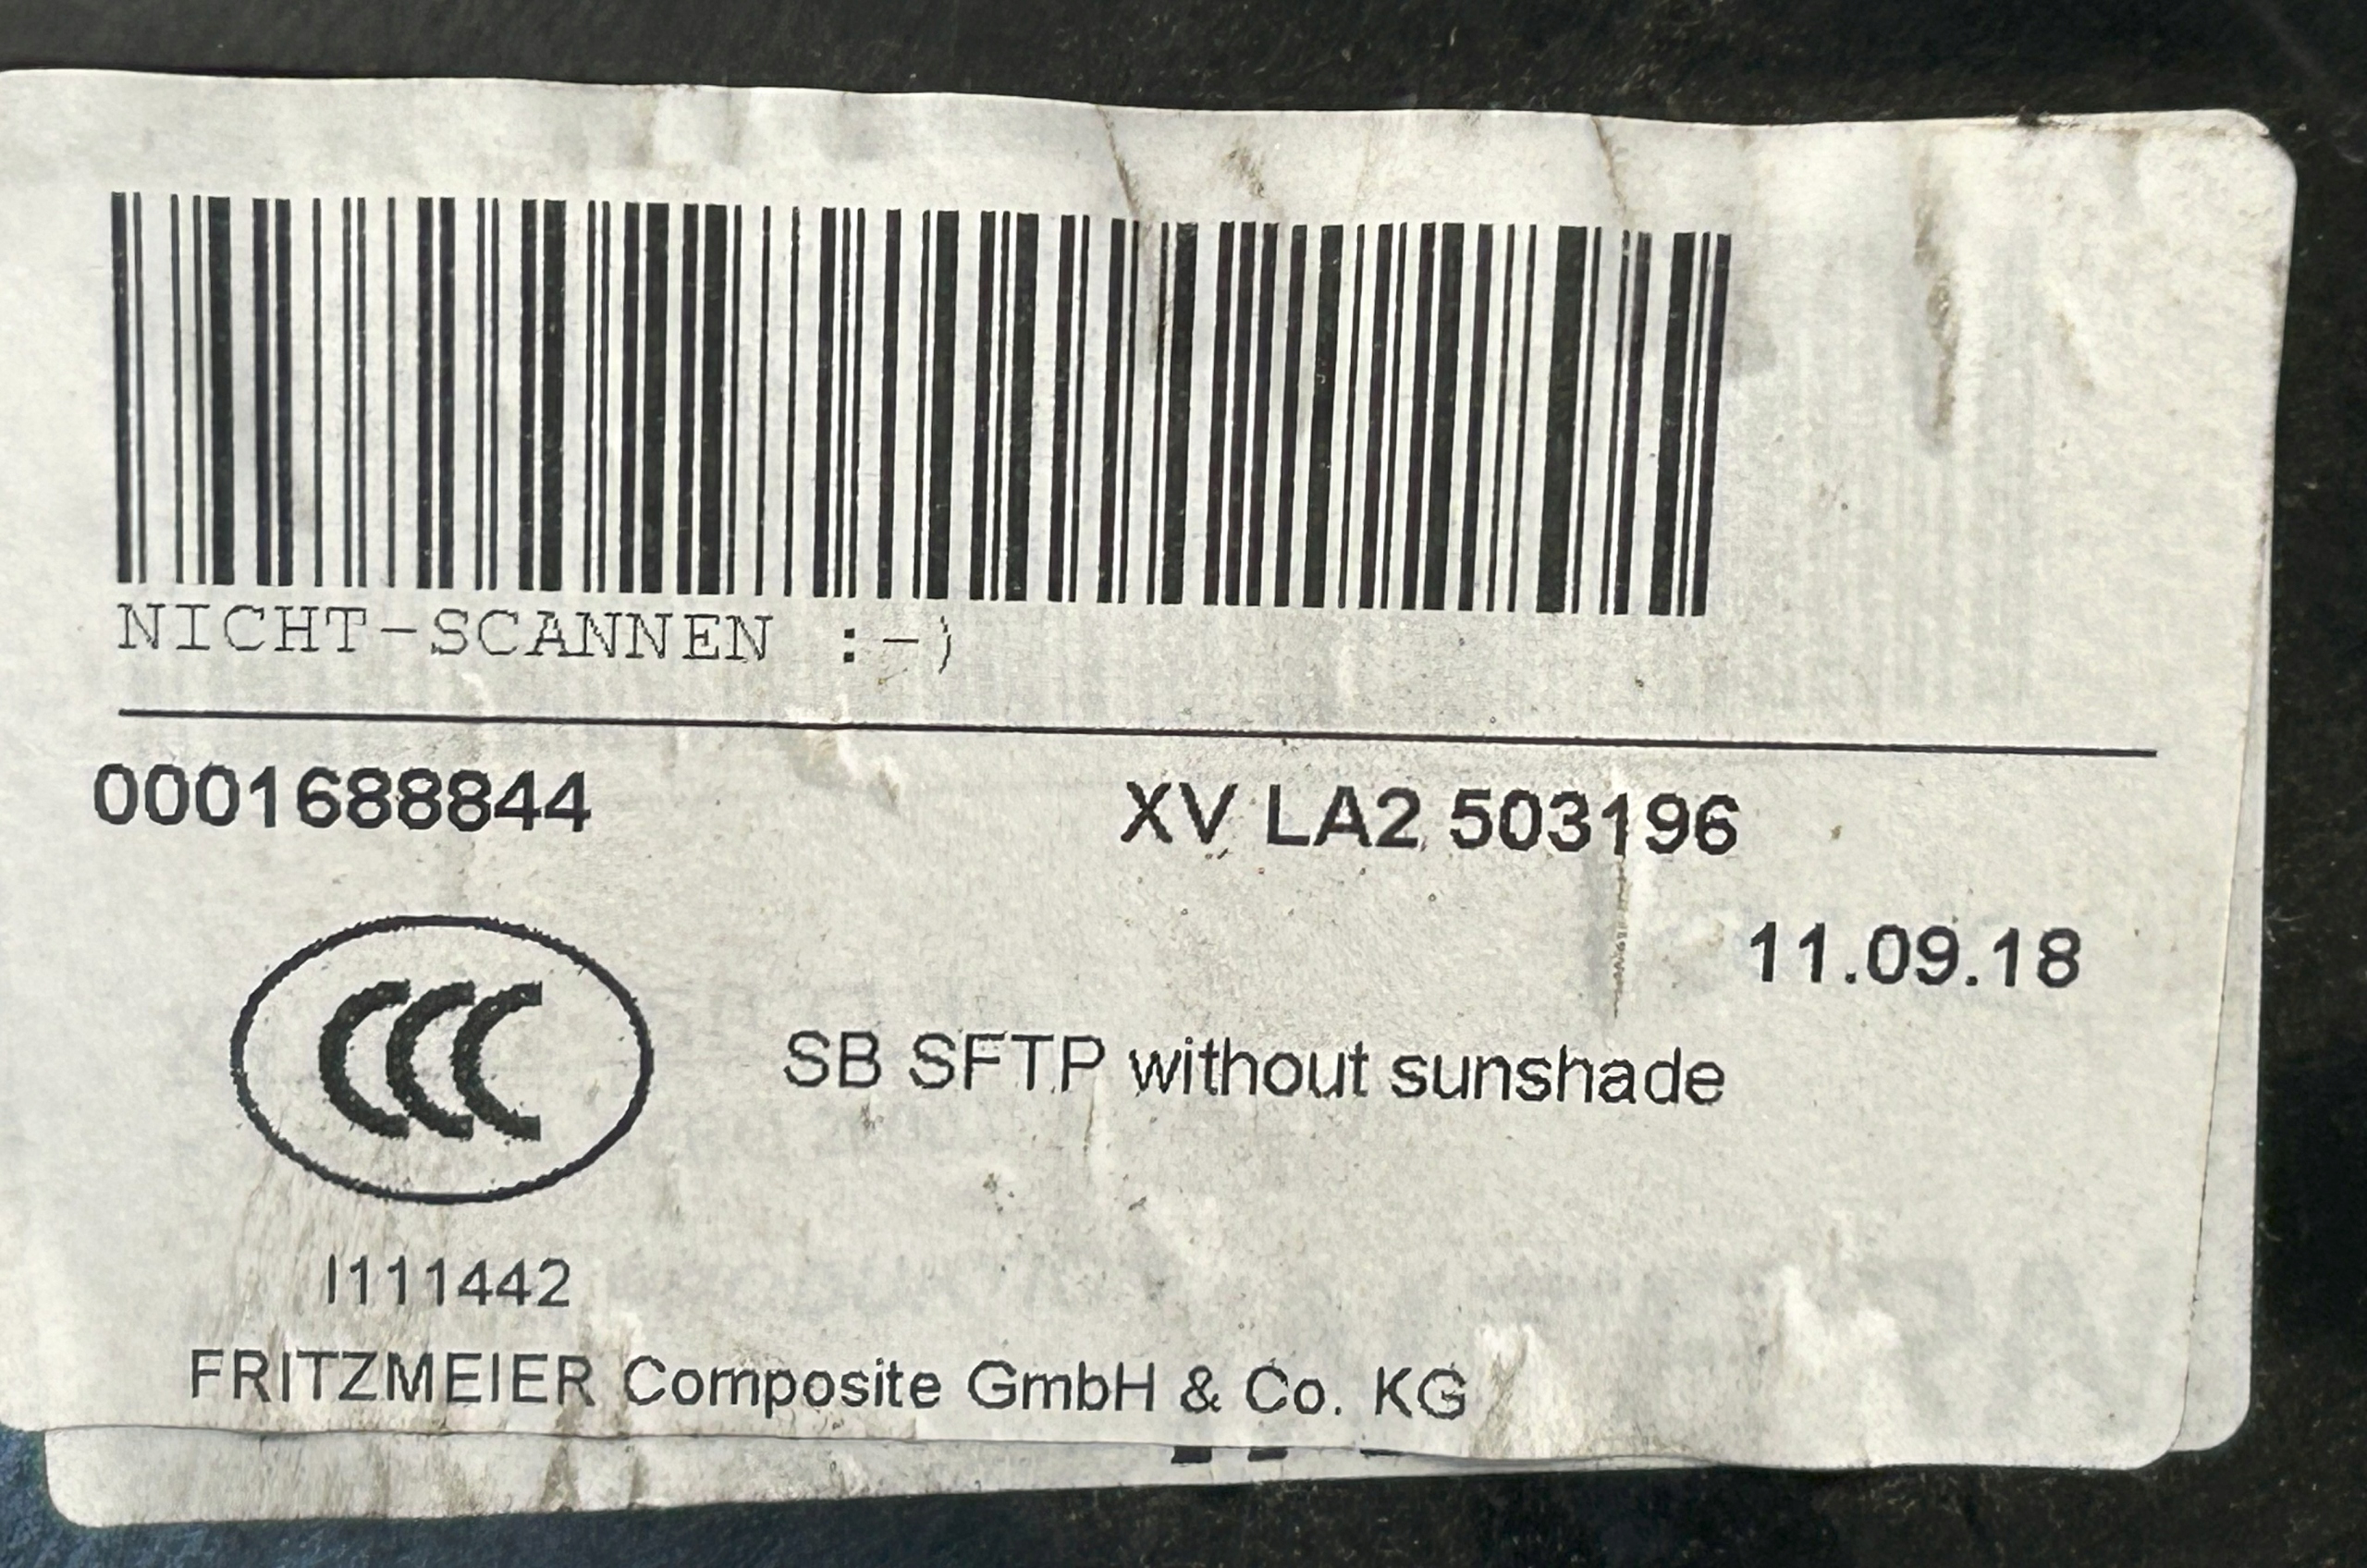 NICHT-SCANNEN :-)
0001688844 XV LA2 503196
11.09.18
CCC
SB SFTP without sunshade
I111442
FRITZMEIER Composite GmbH & Co. KG